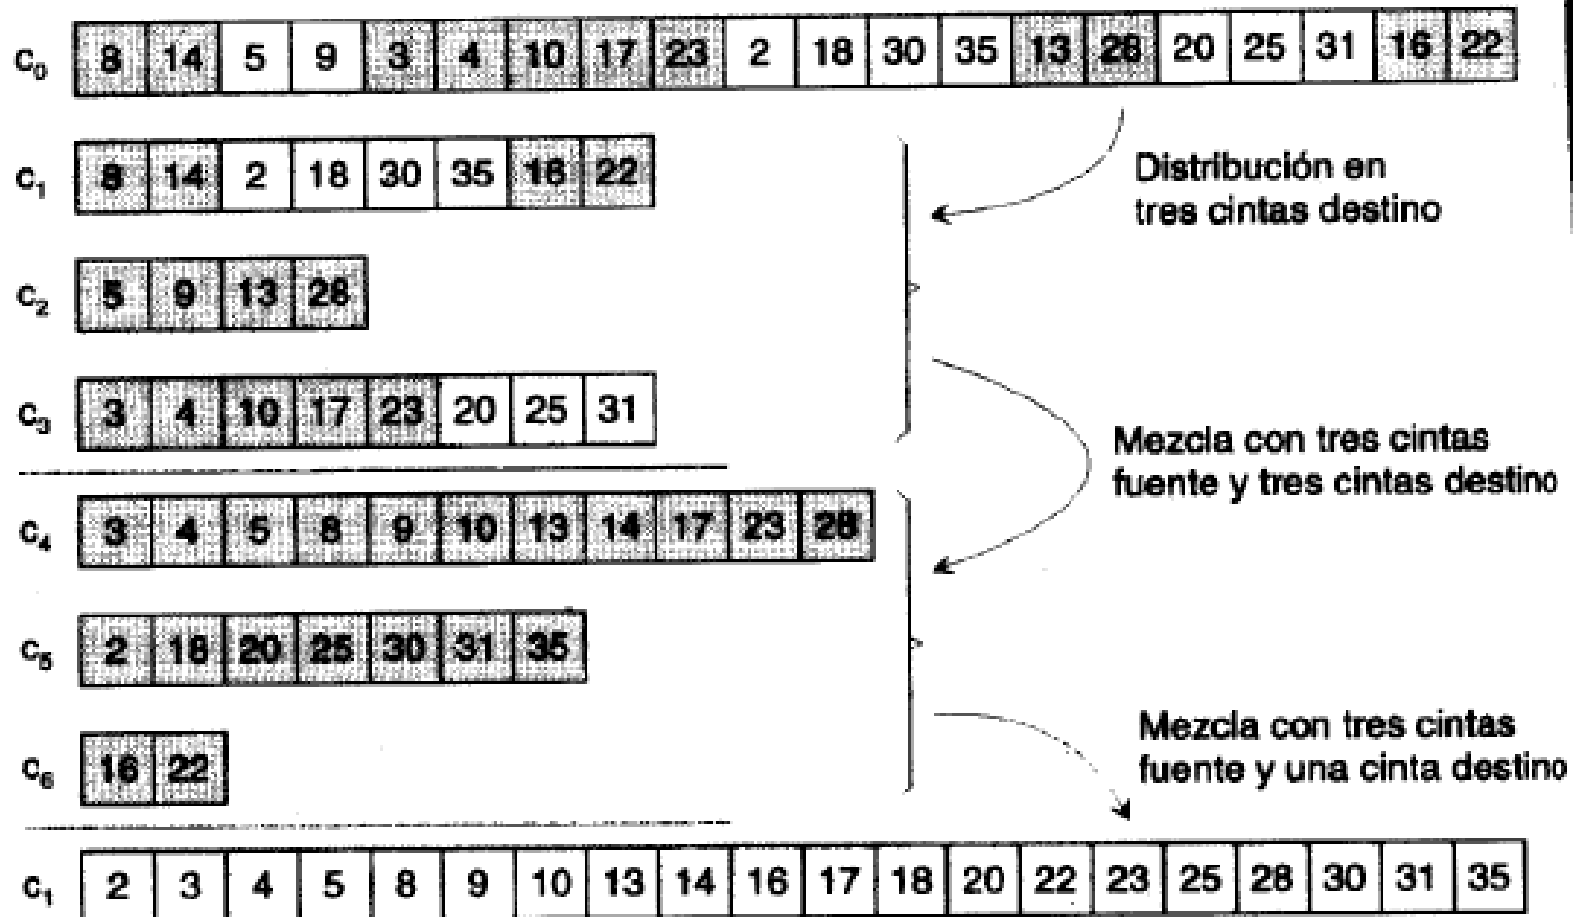 C0 8 14 5 9 3 4 10 17 23 2 18 30 35 13 28 20 25 31 16 22
C1 8 14 2 18 30 35 16 22
Distribución en
tres cintas destino
C2 5 9 13 28
C3 3 4 10 17 23 20 25 31
Mezcla con tres cintas
fuente y tres cintas destino
C4 3 4 5 8 9 10 13 14 17 23 28
C5 2 18 20 25 30 31 35
Mezcla con tres cintas
fuente y una cinta destino
C6 16 22
C1 2 3 4 5 8 9 10 13 14 16 17 18 20 22 23 25 28 30 31 35